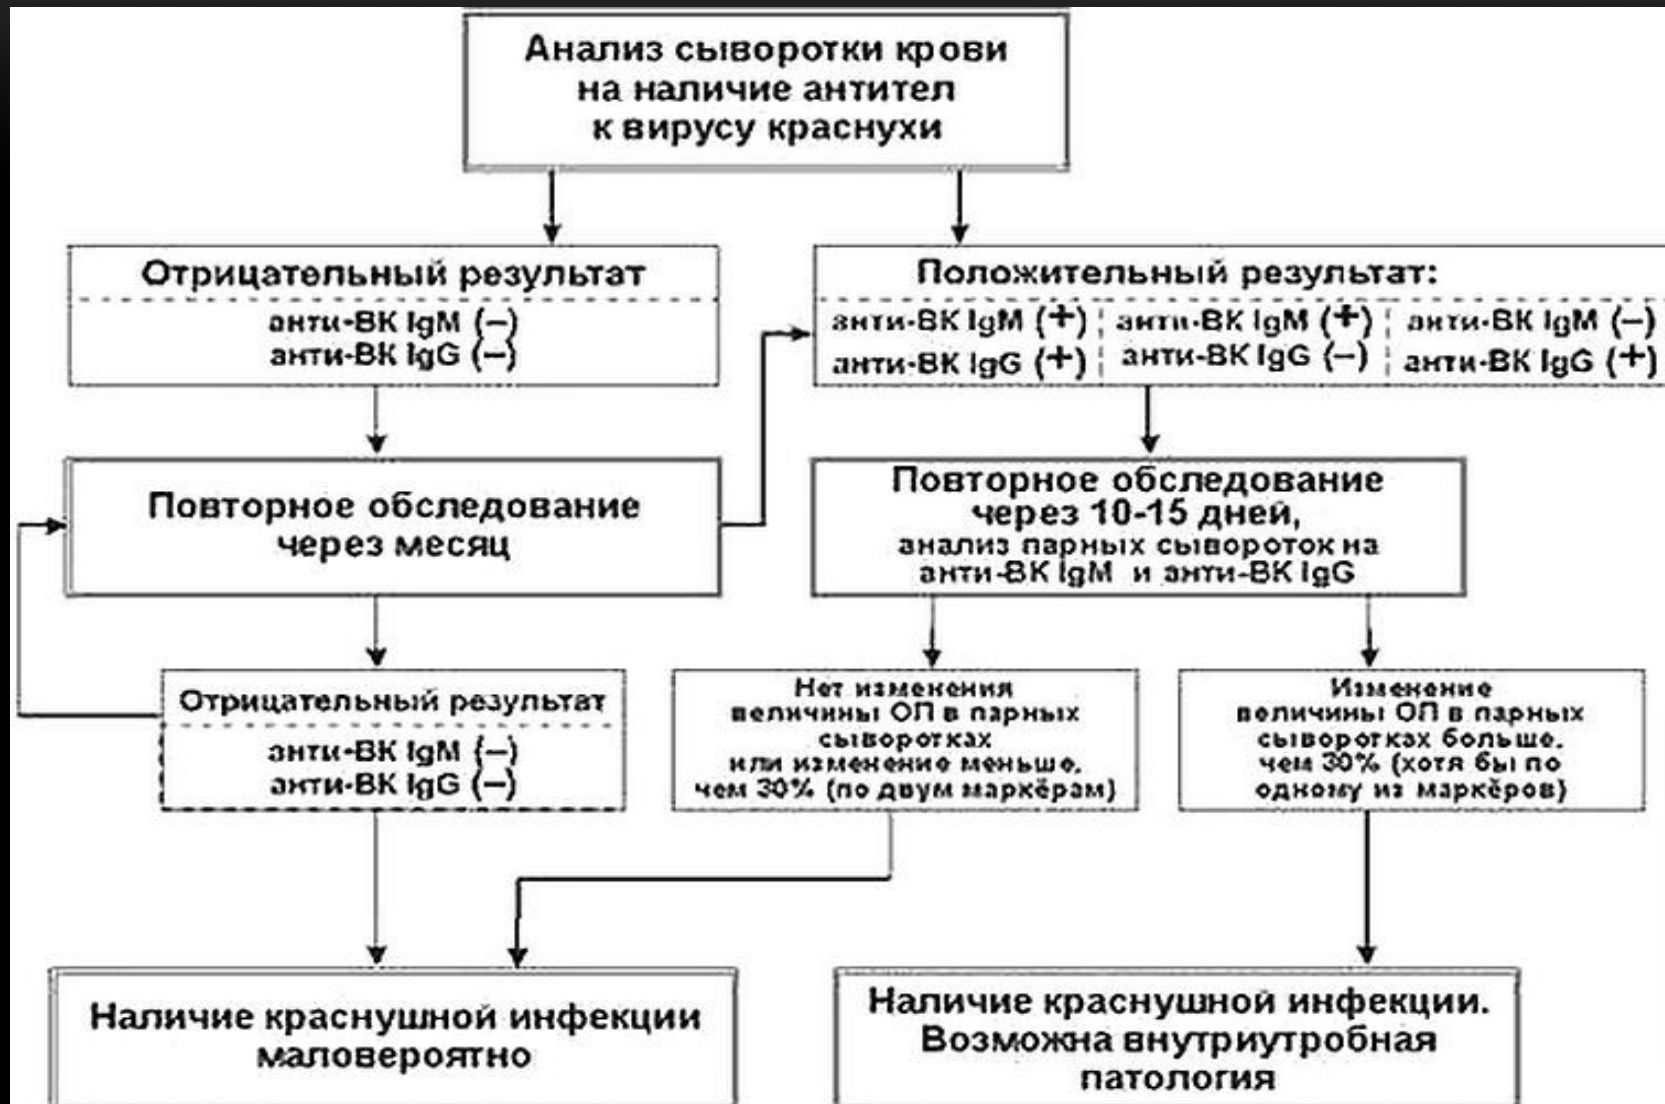 Анализ сыворотки крови
на наличие антител
к вирусу краснухи
Отрицательный результат
анти-ВК IgM (–)
анти-ВК IgG (–)
Положительный результат:
анти-ВК IgM (+)
анти-ВК IgG (+)
анти-ВК IgM (+)
анти-ВК IgG (–)
анти-ВК IgM (–)
анти-ВК IgG (+)
Повторное обследование
через месяц
Повторное обследование
через 10-15 дней,
анализ парных сывороток на
анти-ВК IgM и анти-ВК IgG
Отрицательный результат
анти-ВК IgM (–)
анти-ВК IgG (–)
Нет изменения
величины ОП в парных
сыворотках
или изменение меньше,
чем 30% (по двум маркёрам)
Изменение
величины ОП в парных
сыворотках больше,
чем 30% (хотя бы по
одному из маркёров)
Наличие краснушной инфекции
маловероятно
Наличие краснушной инфекции.
Возможна внутриутробная
патология